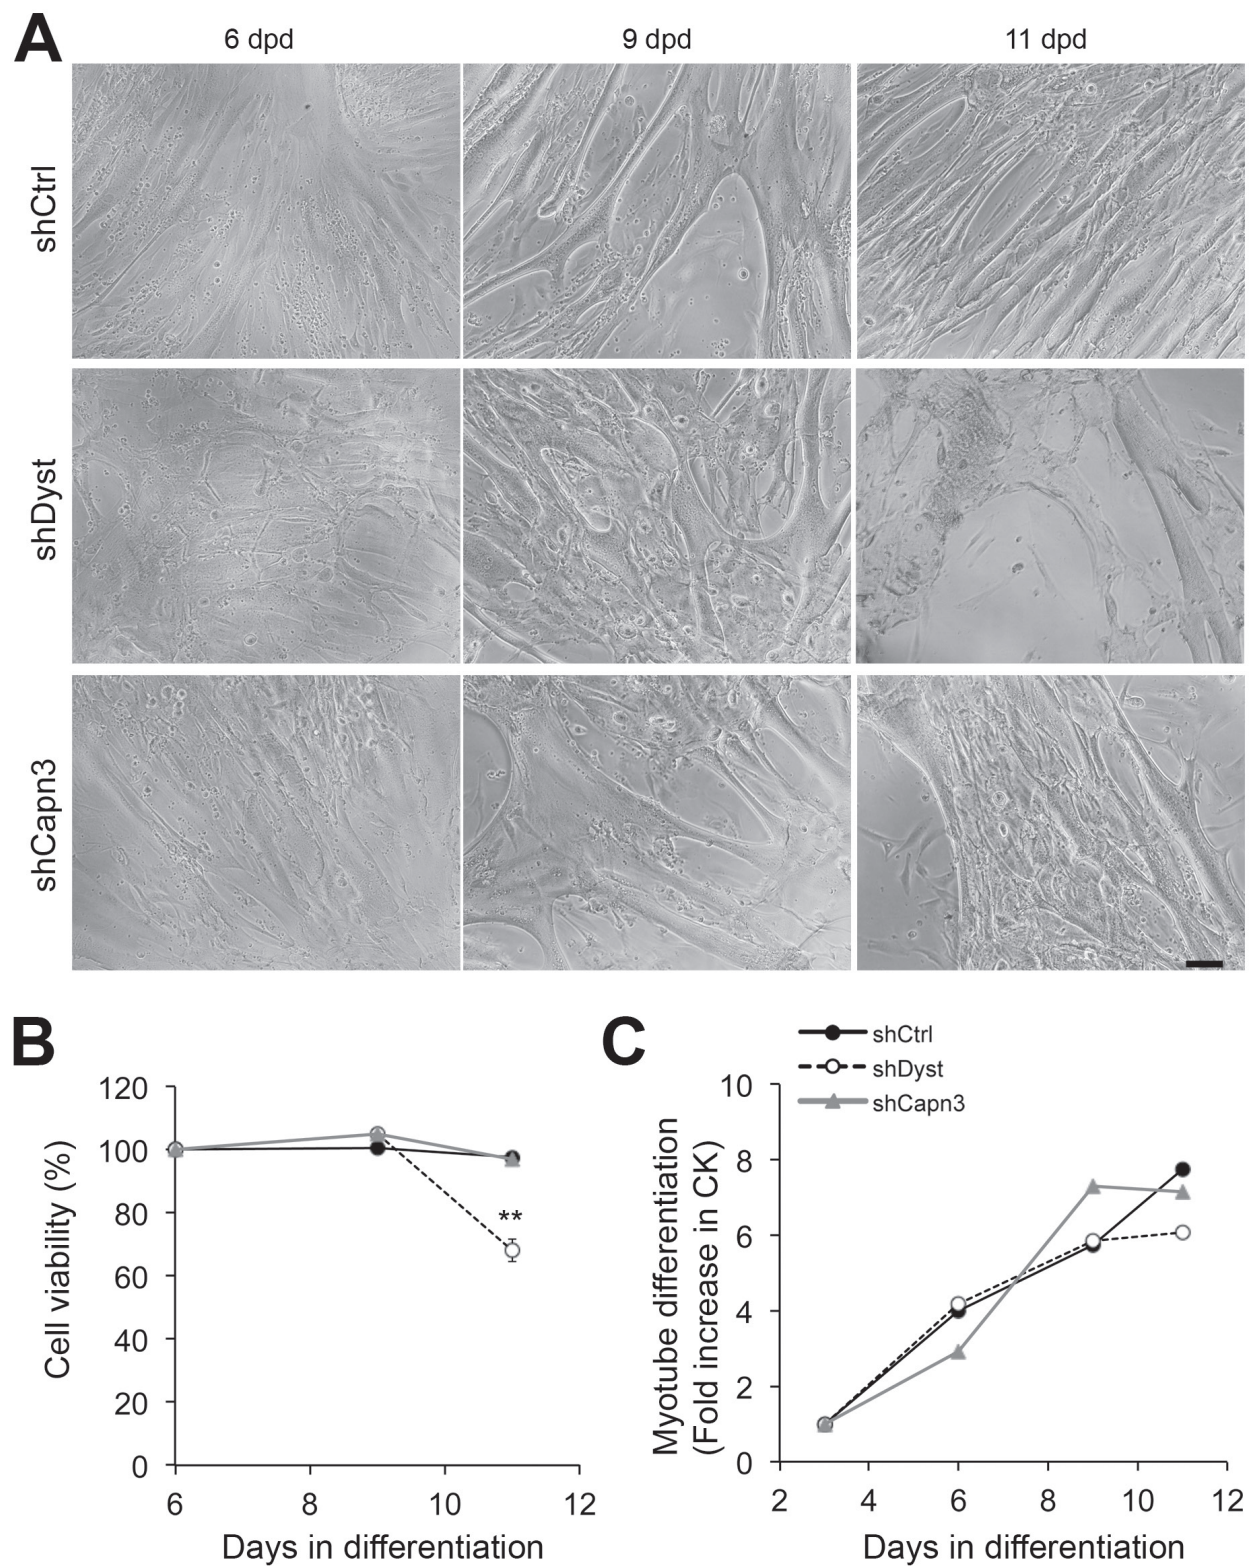 A
6 dpd
9 dpd
11 dpd
shCtrl
shDyst
shCapn3
B
120
100
80
60
40
20
0
**
6
8
10
12
Cell viability (%)
Days in differentiation
C
shCtrl
shDyst
shCapn3
10
8
6
4
2
0
2
4
6
8
10
12
Myotube differentiation
(Fold increase in CK)
Days in differentiation